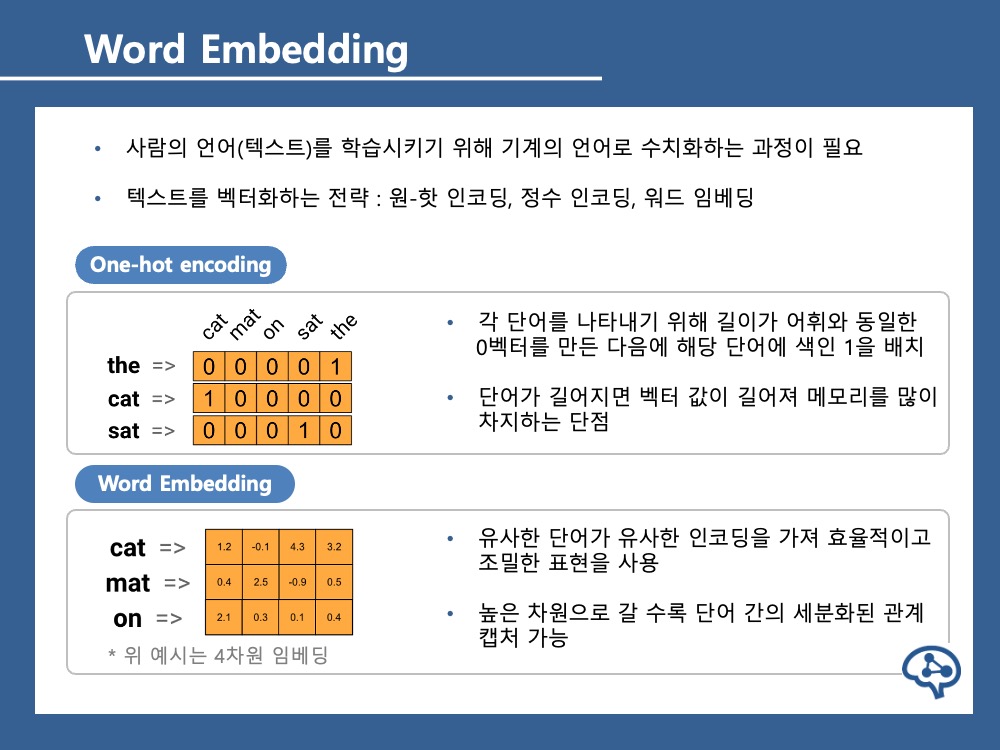 Word Embedding
• 사람의 언어(텍스트)를 학습시키기 위해 기계의 언어로 수치화하는 과정이 필요
• 텍스트를 벡터화하는 전략 : 원-핫 인코딩, 정수 인코딩, 워드 임베딩
One-hot encoding
cat mat on sat the
the => 0 0 0 0 1
cat => 1 0 0 0 0
sat => 0 0 0 1 0
• 각 단어를 나타내기 위해 길이가 어휘와 동일한
0벡터를 만든 다음에 해당 단어에 색인 1을 배치
• 단어가 길어지면 벡터 값이 길어져 메모리를 많이
차지하는 단점
Word Embedding
cat => 1.2 -0.1 4.3 3.2
mat => 0.4 2.5 -0.9 0.5
on => 2.1 0.3 0.1 0.4
* 위 예시는 4차원 임베딩
• 유사한 단어가 유사한 인코딩을 가져 효율적이고
조밀한 표현을 사용
• 높은 차원으로 갈 수록 단어 간의 세분화된 관계
캡처 가능